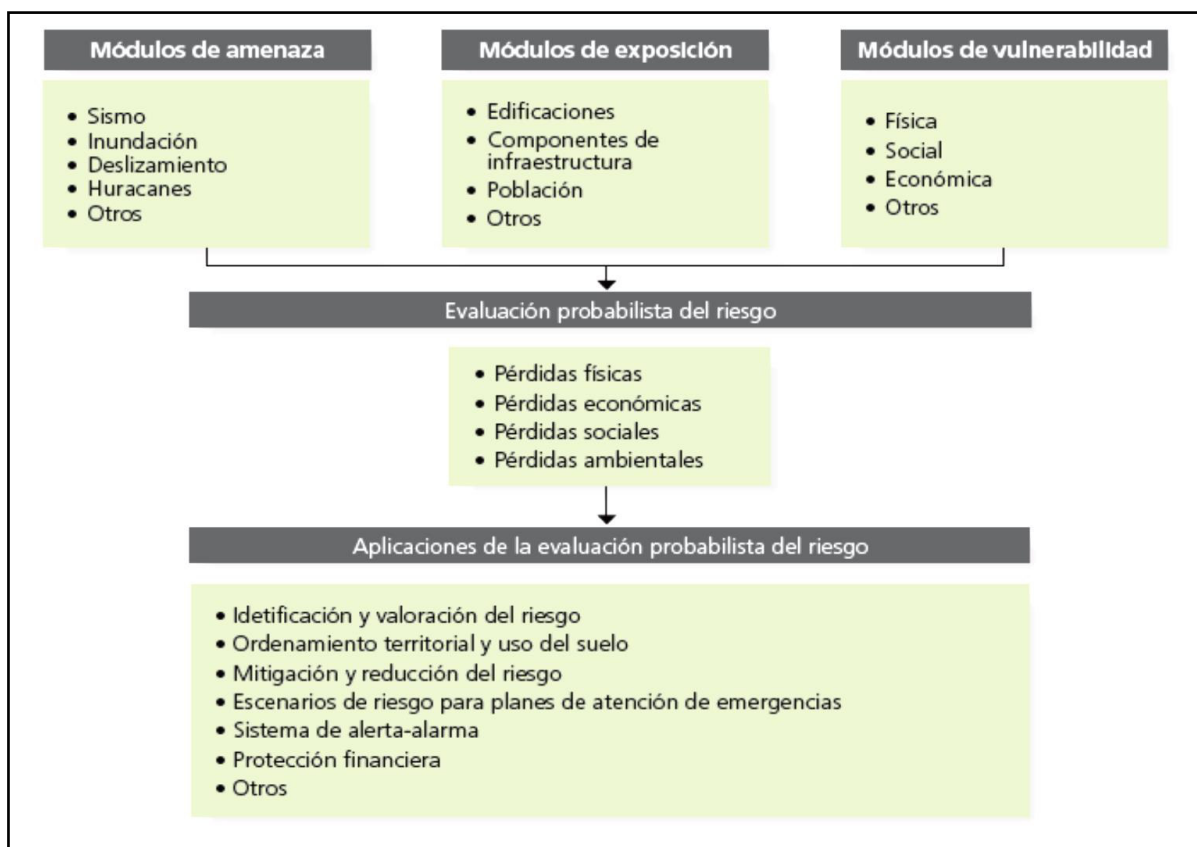 Módulos de amenaza
• Sismo
• Inundación
• Deslizamiento
• Huracanes
• Otros
Módulos de exposición
• Edificaciones
• Componentes de
infraestructura
• Población
• Otros
Módulos de vulnerabilidad
• Física
• Social
• Económica
• Otros
Evaluación probabilista del riesgo
• Pérdidas físicas
• Pérdidas económicas
• Pérdidas sociales
• Pérdidas ambientales
Aplicaciones de la evaluación probabilista del riesgo
• Idetificación y valoración del riesgo
• Ordenamiento territorial y uso del suelo
• Mitigación y reducción del riesgo
• Escenarios de riesgo para planes de atención de emergencias
• Sistema de alerta-alarma
• Protección financiera
• Otros